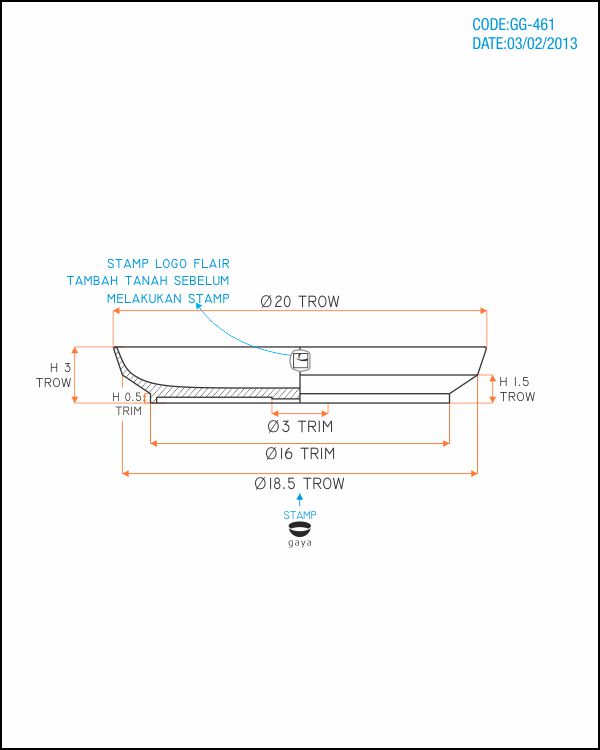 CODE:GG-461
DATE:03/02/2013
STAMP LOGO FLAIR
TAMBAH TANAH SEBELUM
MELAKUKAN STAMP
Ø20 TROW
H 3
TROW
H 1.5
TROW
H 0.5
TRIM
Ø3 TRIM
Ø16 TRIM
Ø18.5 TROW
STAMP
gaya